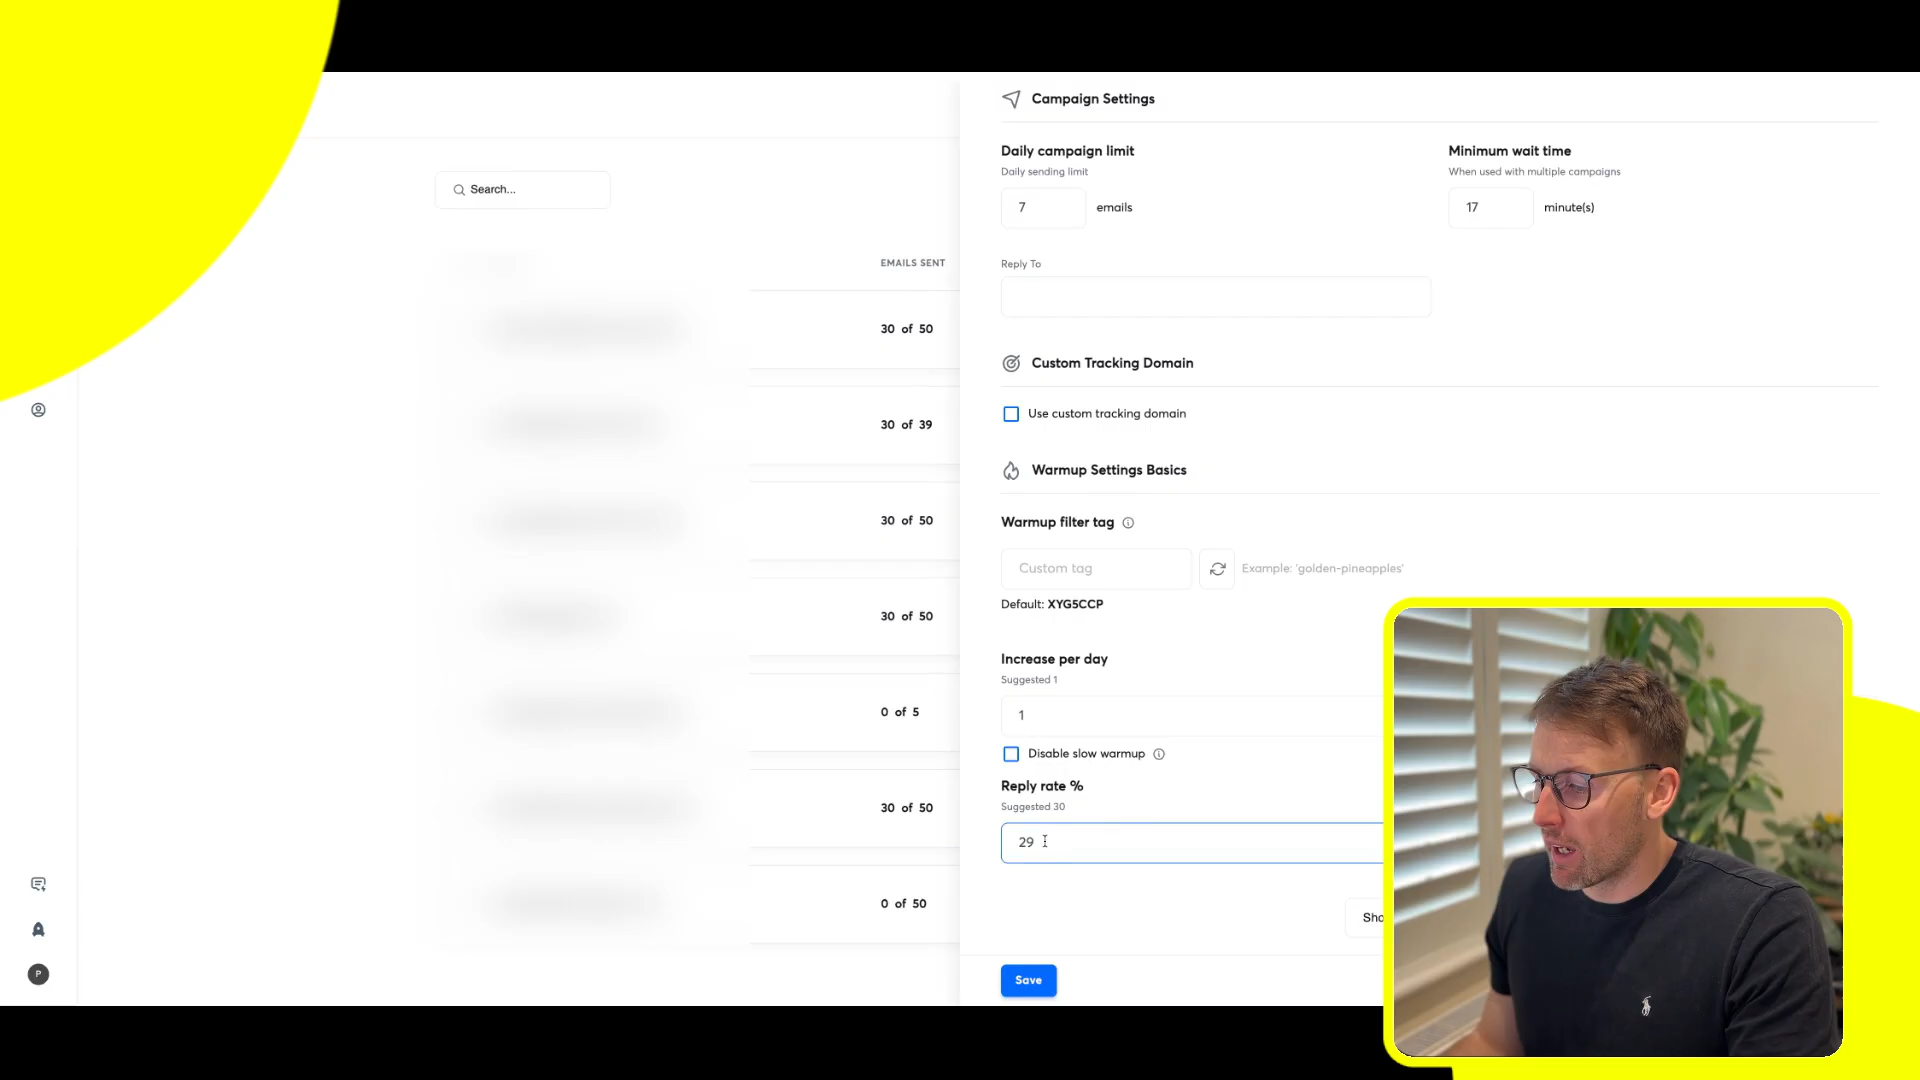 Search...
EMAILS SENT
30 of 50
30 of 39
30 of 50
30 of 50
0 of 5
30 of 50
0 of 50
P
Campaign Settings
Daily campaign limit
Daily sending limit
7 emails
Minimum wait time
When used with multiple campaigns
17 minute(s)
Reply To
Custom Tracking Domain
Use custom tracking domain
Warmup Settings Basics
Warmup filter tag
Custom tag
Example: 'golden-pineapples'
Default: XYG5CCP
Increase per day
Suggested 1
1
Disable slow warmup
Reply rate %
Suggested 30
29
Sho
Save